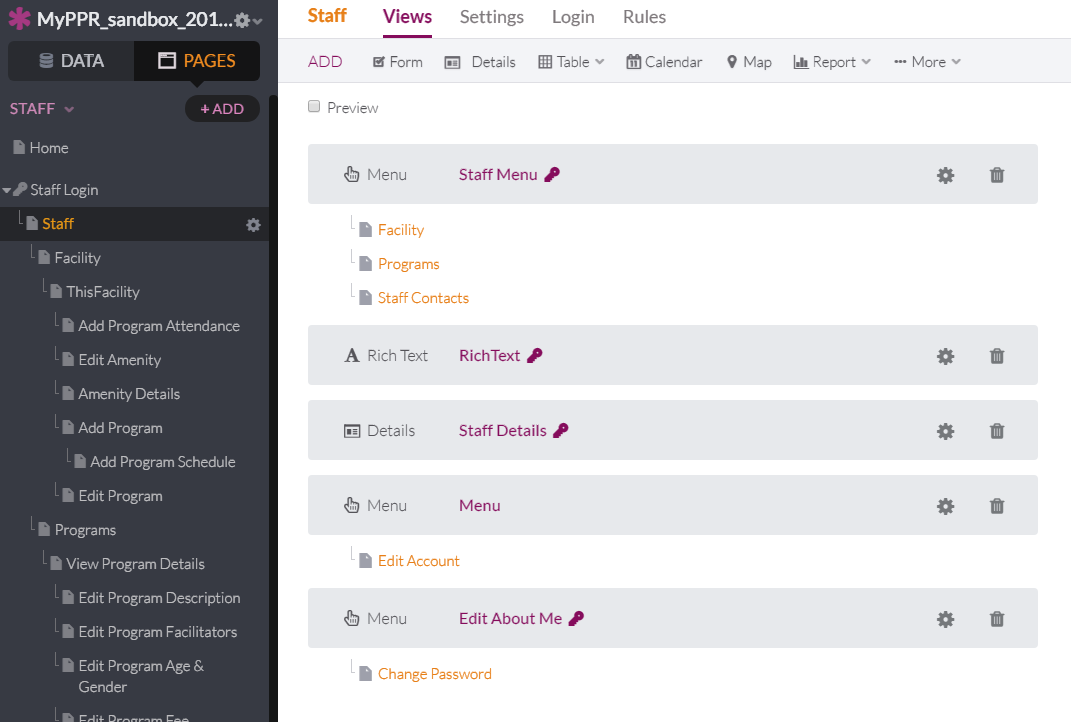 MyPPR_sandbox_201...
DATA
PAGES
STAFF
+ ADD
Home
Staff Login
Staff
Facility
ThisFacility
Add Program Attendance
Edit Amenity
Amenity Details
Add Program
Add Program Schedule
Edit Program
Programs
View Program Details
Edit Program Description
Edit Program Facilitators
Edit Program Age &
Gender
Edit Program Fee
Staff Views Settings Login Rules
ADD Form Details Table Calendar Map Report More
Preview
Menu Staff Menu
Facility
Programs
Staff Contacts
Rich Text RichText
Details Staff Details
Menu Menu
Edit Account
Menu Edit About Me
Change Password